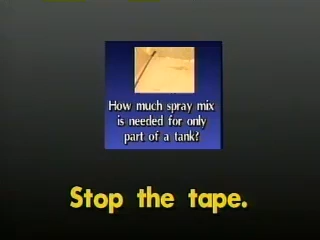 How much spray mix
is needed for only
part of a tank?
Stop the tape.